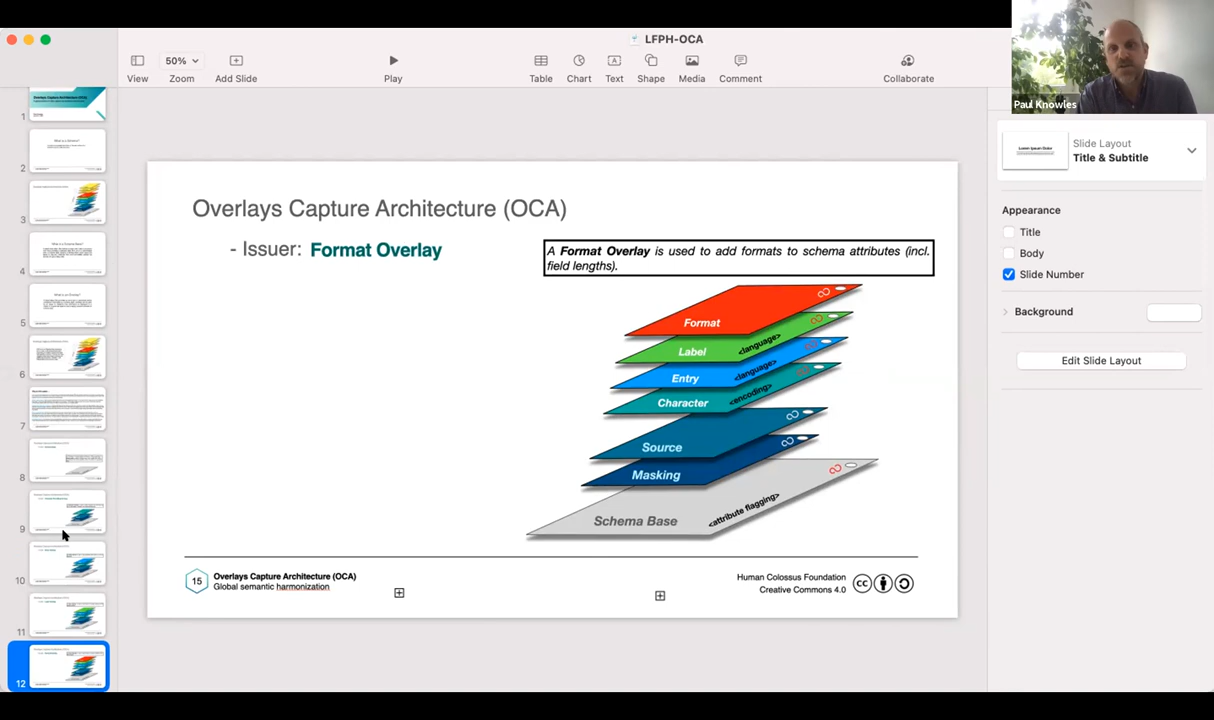 LFPH-OCA
50%
View
Zoom
Add Slide
Play
Table
Chart
Text
Shape
Media
Comment
Collaborate
Paul Knowles
1
2
3
4
5
6
7
8
9
10
11
12
Overlays Capture Architecture (OCA)
- Issuer: Format Overlay
A Format Overlay is used to add formats to schema attributes (incl.
field lengths).
Format
Label
<language>
Entry
<language>
Character
<encoding>
Source
Masking
Schema Base
<attribute flagging>
15
Overlays Capture Architecture (OCA)
Global semantic harmonization
Human Colossus Foundation
Creative Commons 4.0
cc
Slide Layout
Title & Subtitle
Appearance
Title
Body
Slide Number
Background
Edit Slide Layout